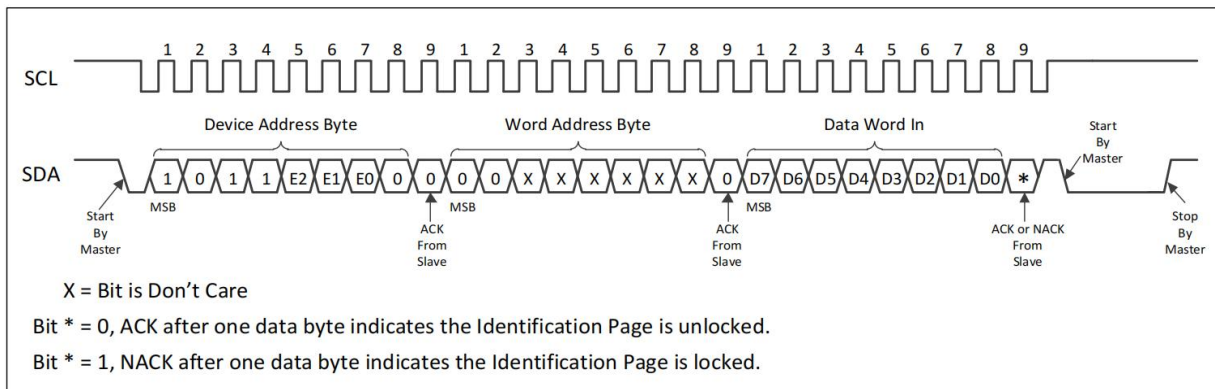 1 2 3 4 5 6 7 8 9 1 2 3 4 5 6 7 8 9 1 2 3 4 5 6 7 8 9
SCL
Device Address Byte Word Address Byte Data Word In
SDA
1 0 1 1 E2 E1 E0 0 0 0 0 X X X X X X 0 D7 D6 D5 D4 D3 D2 D1 D0 *
MSB MSB MSB
Start
By
Master
ACK
From
Slave
ACK
From
Slave
ACK or NACK
From
Slave
Start
By
Master
Stop
By
Master
X = Bit is Don’t Care
Bit * = 0, ACK after one data byte indicates the Identification Page is unlocked.
Bit * = 1, NACK after one data byte indicates the Identification Page is locked.